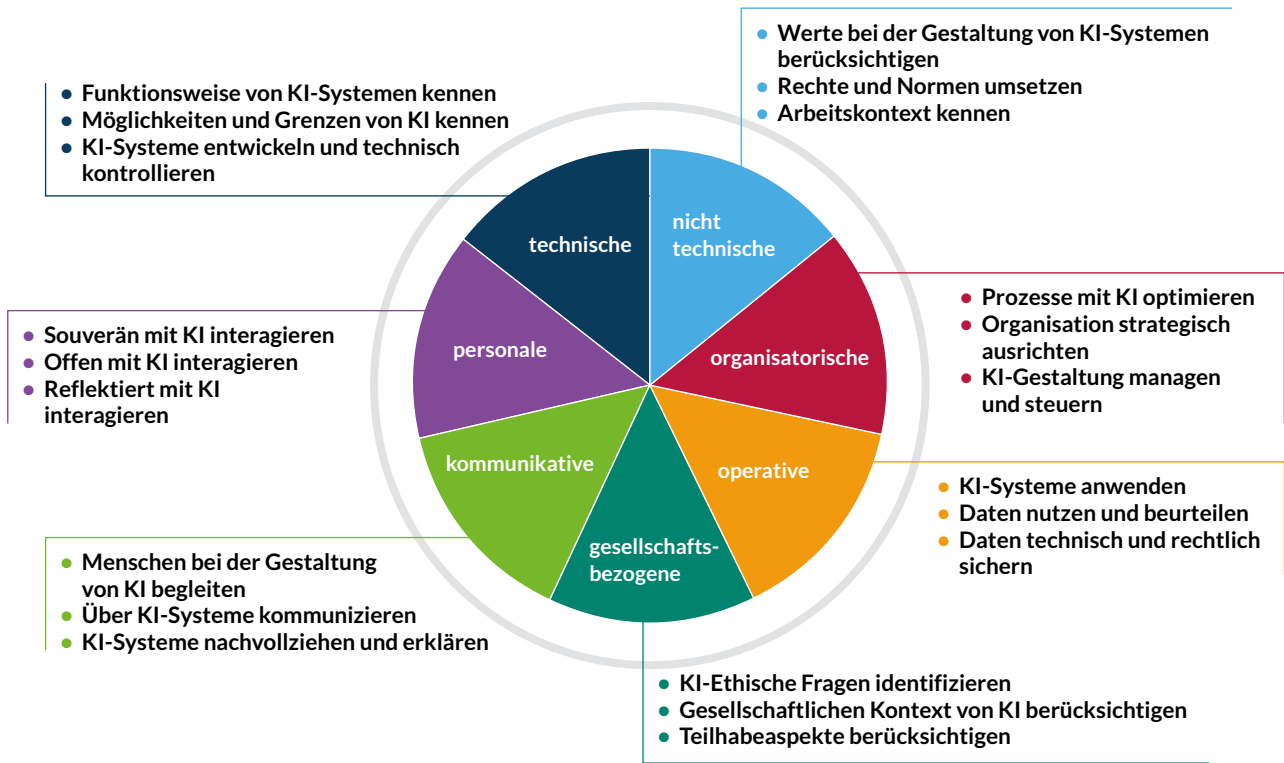 ● Werte bei der Gestaltung von KI-Systemen
berücksichtigen
● Rechte und Normen umsetzen
● Arbeitskontext kennen
● Funktionsweise von KI-Systemen kennen
● Möglichkeiten und Grenzen von KI kennen
● KI-Systeme entwickeln und technisch
kontrollieren
technische
nicht
technische
● Prozesse mit KI optimieren
● Organisation strategisch
ausrichten
● KI-Gestaltung managen
und steuern
● Souverän mit KI interagieren
● Offen mit KI interagieren
● Reflektiert mit KI
interagieren
personale
organisatorische
kommunikative
operative
● KI-Systeme anwenden
● Daten nutzen und beurteilen
● Daten technisch und rechtlich
sichern
gesellschafts-
bezogene
● Menschen bei der Gestaltung
von KI begleiten
● Über KI-Systeme kommunizieren
● KI-Systeme nachvollziehen und erklären
● KI-Ethische Fragen identifizieren
● Gesellschaftlichen Kontext von KI berücksichtigen
● Teilhabeaspekte berücksichtigen